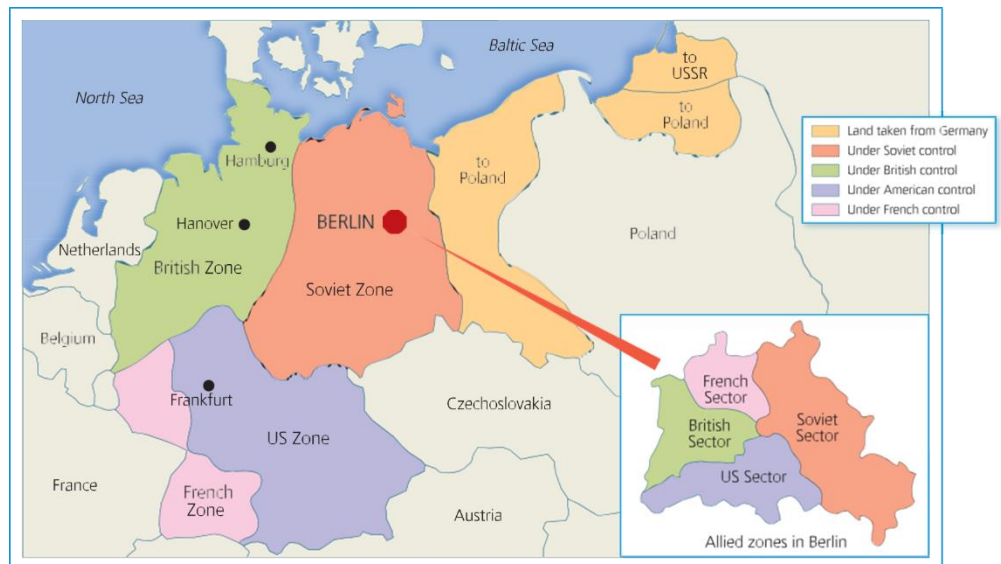 North Sea
Baltic Sea
to
USSR
to
Poland
to
Poland
Land taken from Germany
Under Soviet control
Under British control
Under American control
Under French control
Hamburg
Hanover
BERLIN
Poland
Netherlands
British Zone
Soviet Zone
Belgium
Frankfurt
Czechoslovakia
US Zone
France
French
Zone
Austria
French
Sector
British
Sector
Soviet
Sector
US Sector
Allied zones in Berlin